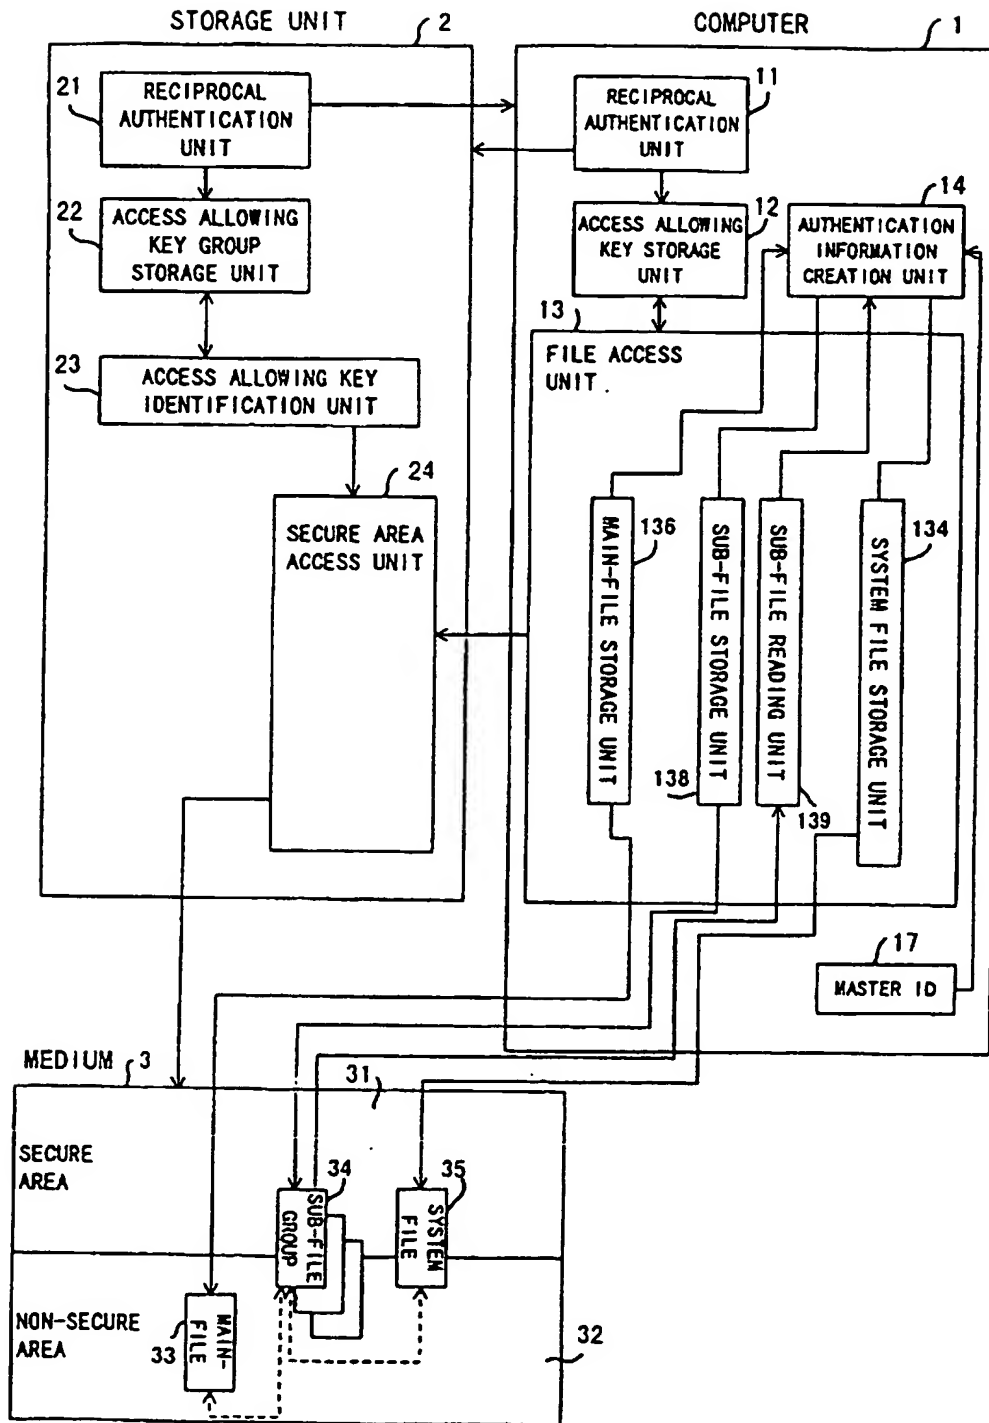 STORAGE UNIT
2
COMPUTER
1
21
RECIPROCAL
AUTHENTICATION
UNIT
11
RECIPROCAL
AUTHENTICATION
UNIT
22
ACCESS ALLOWING
KEY GROUP
STORAGE UNIT
12
ACCESS ALLOWING
KEY STORAGE
UNIT
14
AUTHENTICATION
INFORMATION
CREATION UNIT
13
FILE ACCESS
UNIT
23
ACCESS ALLOWING KEY
IDENTIFICATION UNIT
24
SECURE AREA
ACCESS UNIT
MAIN-FILE STORAGE UNIT
136
SUB-FILE STORAGE UNIT
138
SUB-FILE READING UNIT
139
SYSTEM FILE STORAGE UNIT
134
17
MASTER ID
MEDIUM 3
31
SECURE
AREA
34
SUB-FILE
GROUP
35
SYSTEM
FILE
NON-SECURE
AREA
33
MAIN-
FILE
32